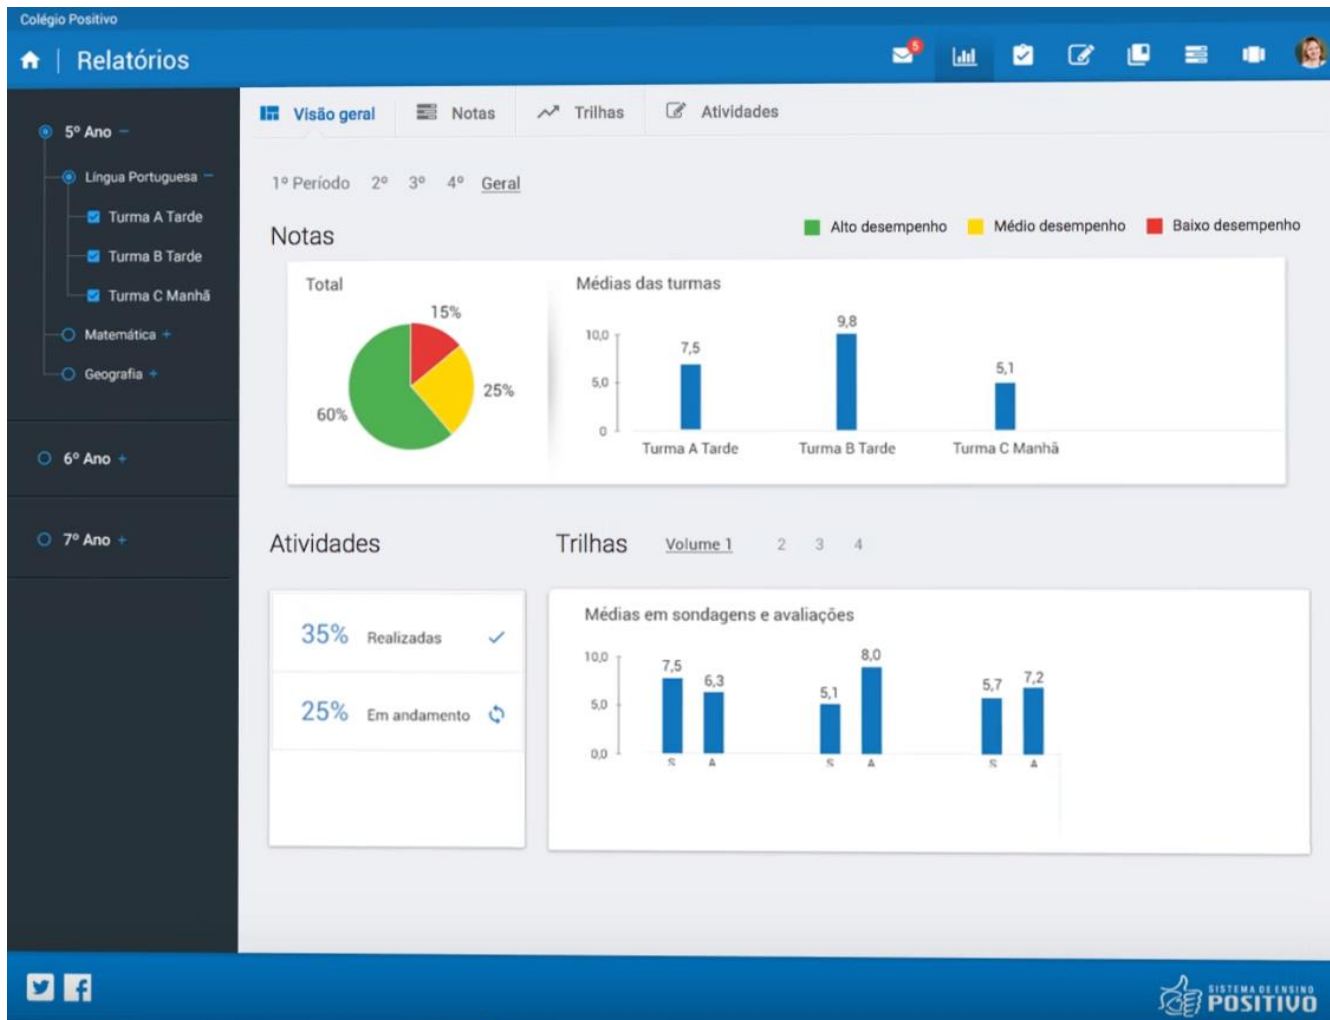 Colégio Positivo
Relatórios
5
5º Ano
Língua Portuguesa
Turma A Tarde
Turma B Tarde
Turma C Manhã
Matemática
Geografia
6º Ano
7º Ano
Visão geral Notas Trilhas Atividades
1º Período 2º 3º 4º Geral
Notas
Alto desempenho Médio desempenho Baixo desempenho
Total
15%
25%
60%
Médias das turmas
10,0
5,0
0
7,5
9,8
5,1
Turma A Tarde Turma B Tarde Turma C Manhã
Atividades
35% Realizadas
25% Em andamento
Trilhas Volume 1 2 3 4
Médias em sondagens e avaliações
10,0
5,0
0,0
7,5 6,3 5,1 8,0 5,7 7,2
S A S A S A
SISTEMA DE ENSINO
POSITIVO